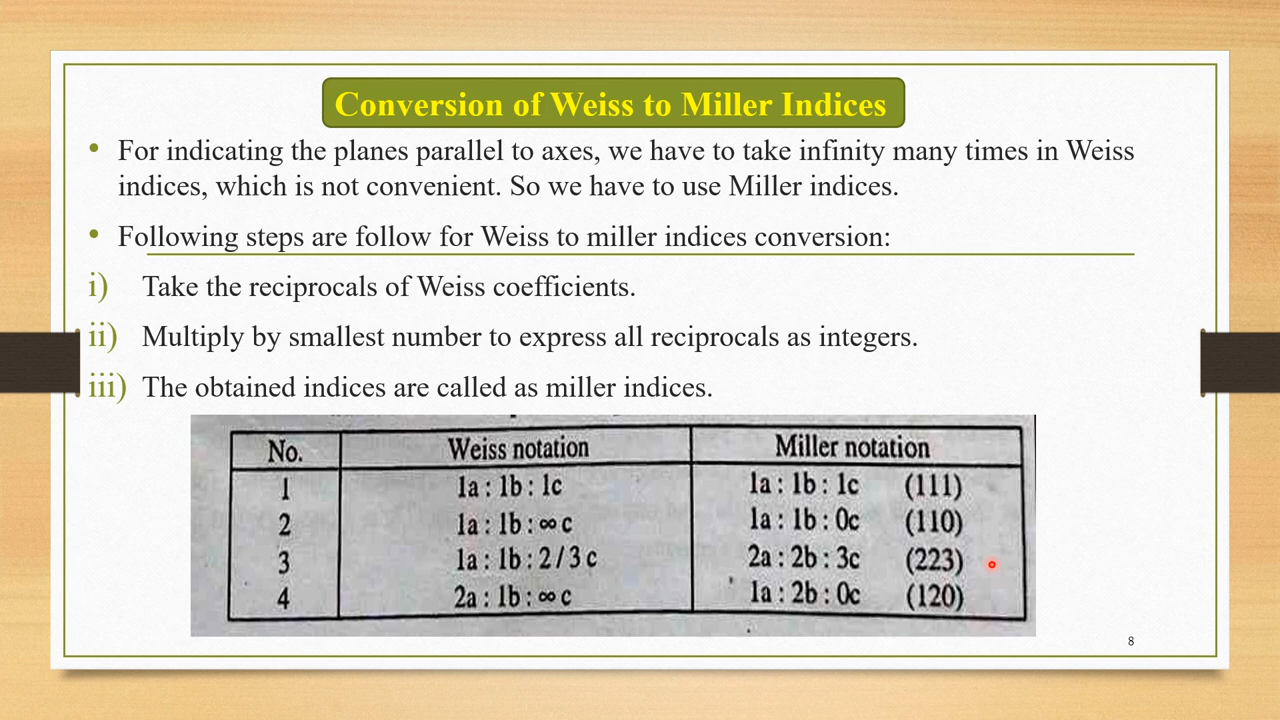 Conversion of Weiss to Miller Indices
• For indicating the planes parallel to axes, we have to take infinity many times in Weiss
indices, which is not convenient. So we have to use Miller indices.
• Following steps are follow for Weiss to miller indices conversion:
i) Take the reciprocals of Weiss coefficients.
ii) Multiply by smallest number to express all reciprocals as integers.
iii) The obtained indices are called as miller indices.
No. Weiss notation Miller notation
1 1a : 1b : 1c 1a : 1b : 1c (111)
2 1a : 1b : ∞ c 1a : 1b : 0c (110)
3 1a : 1b : 2/3 c 2a : 2b : 3c (223)
4 2a : 1b : ∞ c 1a : 2b : 0c (120)
8